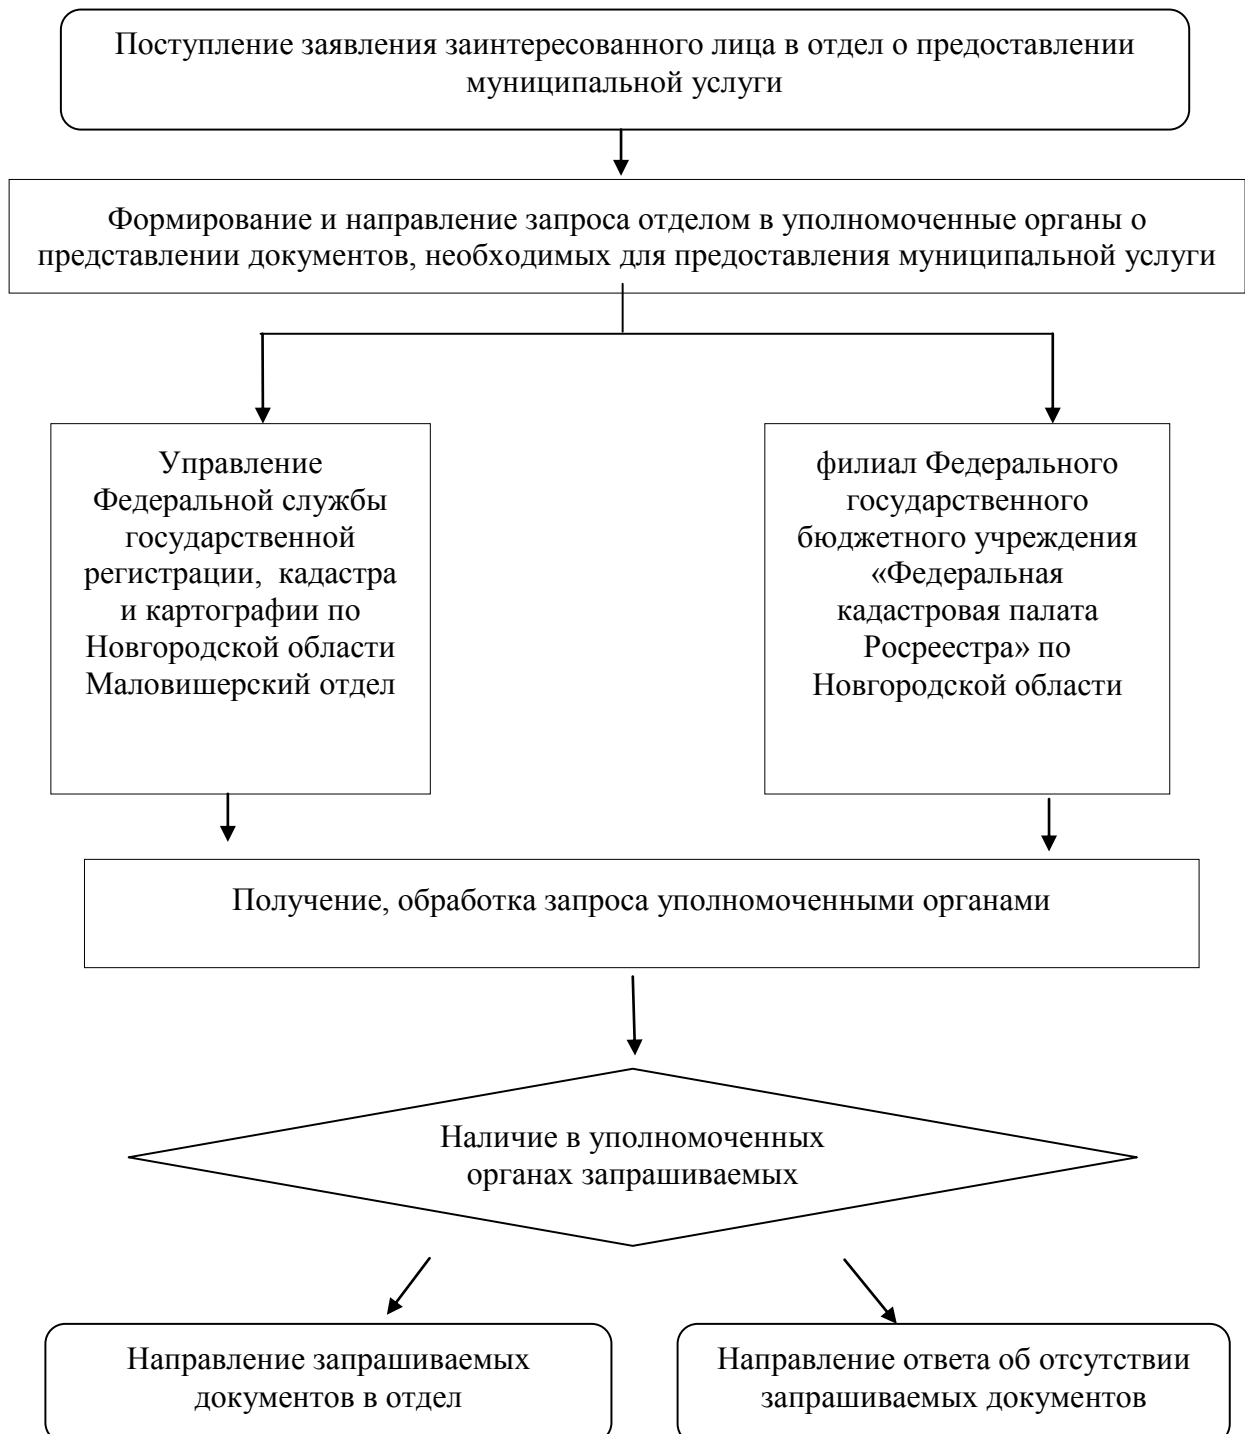 Поступление заявления заинтересованного лица в отдел о предоставлении
муниципальной услуги
Формирование и направление запроса отделом в уполномоченные органы о
представлении документов, необходимых для предоставления муниципальной услуги
Управление
Федеральной службы
государственной
регистрации,  кадастра
и картографии по
Новгородской области
Маловишерский отдел
филиал Федерального
государственного
бюджетного учреждения
«Федеральная
кадастровая палата
Росреестра» по
Новгородской области
Получение, обработка запроса уполномоченными органами
Наличие в уполномоченных
органах запрашиваемых
Направление запрашиваемых
документов в отдел
Направление ответа об отсутствии
запрашиваемых документов